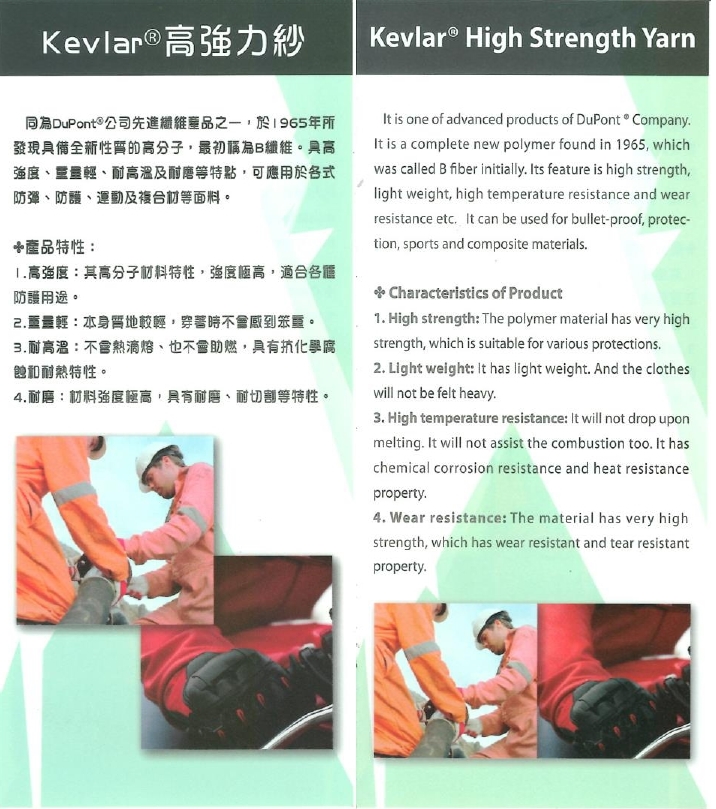 Kevlar®高強力紗
同為DuPont®公司先進纖維產品之一，於1965年所
發現具備全新性質的高分子，最初稱為B纖維。具高
強度、重量輕、耐高溫及耐磨等特點，可應用於各式
防彈、防護、運動及複合材等面料。
✤產品特性：
1.高強度：其高分子材料特性，強度極高，適合各種
防護用途。
2.重量輕：本身質地較輕，穿著時不會感到笨重。
3.耐高溫：不會熱滴熔、也不會助燃，具有抗化學腐
蝕和耐熱特性。
4.耐磨：材料強度極高，具有耐磨、耐切割等特性。
Kevlar® High Strength Yarn
It is one of advanced products of DuPont ® Company.
It is a complete new polymer found in 1965, which
was called B fiber initially. Its feature is high strength,
light weight, high temperature resistance and wear
resistance etc. It can be used for bullet-proof, protec-
tion, sports and composite materials.
✤ Characteristics of Product
1. High strength: The polymer material has very high
strength, which is suitable for various protections.
2. Light weight: It has light weight. And the clothes
will not be felt heavy.
3. High temperature resistance: It will not drop upon
melting. It will not assist the combustion too. It has
chemical corrosion resistance and heat resistance
property.
4. Wear resistance: The material has very high
strength, which has wear resistant and tear resistant
property.